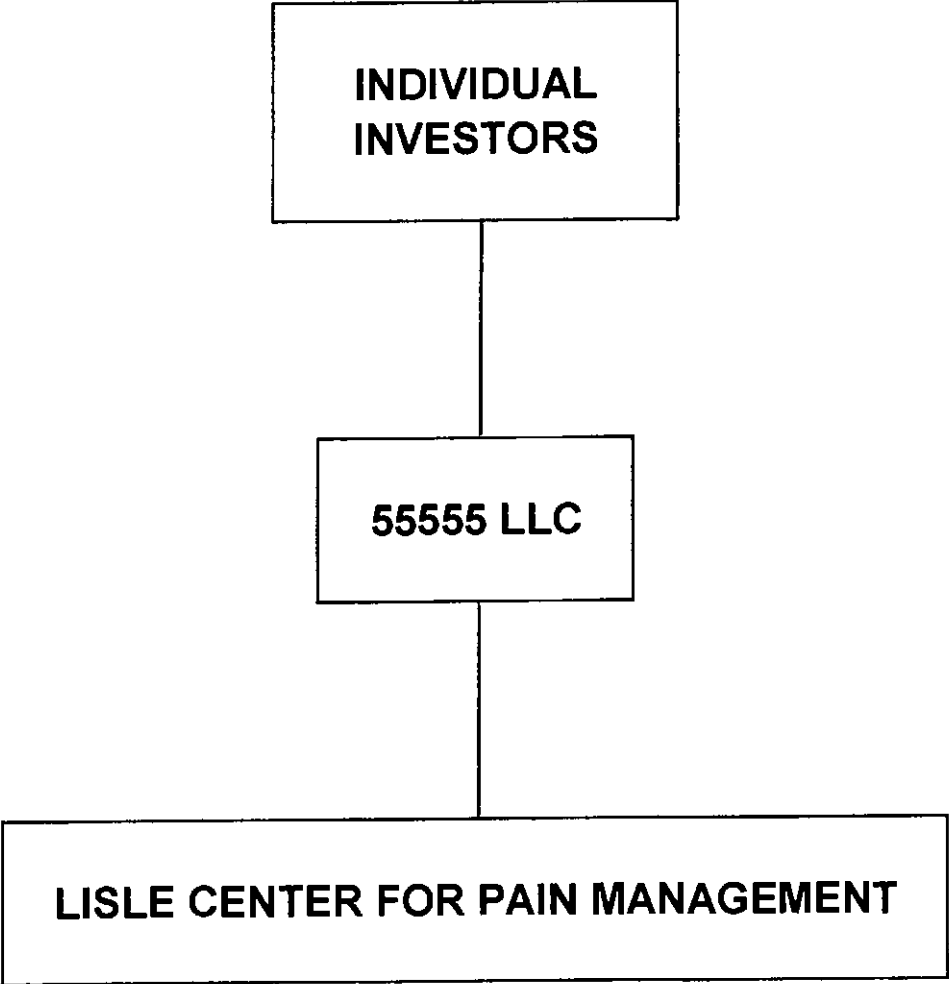 INDIVIDUAL
INVESTORS
55555 LLC
LISLE CENTER FOR PAIN MANAGEMENT